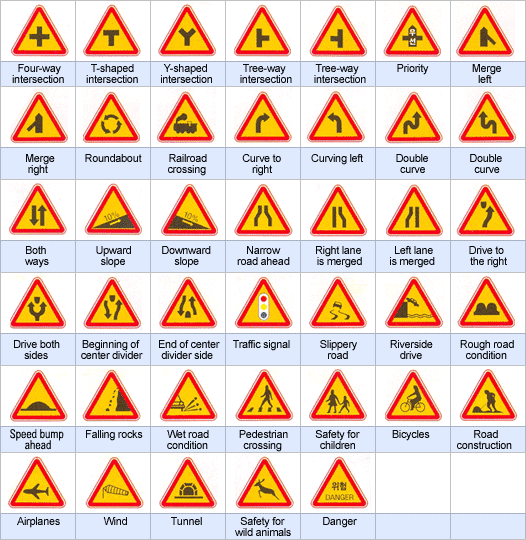 우선
Four-way
intersection
T-shaped
intersection
Y-shaped
intersection
Tree-way
intersection
Tree-way
intersection
Priority
Merge
left
Merge
right
Roundabout
Railroad
crossing
Curve to
right
Curving left
Double
curve
Double
curve
10%
10%
Both
ways
Upward
slope
Downward
slope
Narrow
road ahead
Right lane
is merged
Left lane
is merged
Drive to
the right
Drive both
sides
Beginning of
center divider
End of center
divider side
Traffic signal
Slippery
road
Riverside
drive
Rough road
condition
Speed bump
ahead
Falling rocks
Wet road
condition
Pedestrian
crossing
Safety for
children
Bicycles
Road
construction
위험
DANGER
Airplanes
Wind
Tunnel
Safety for
wild animals
Danger